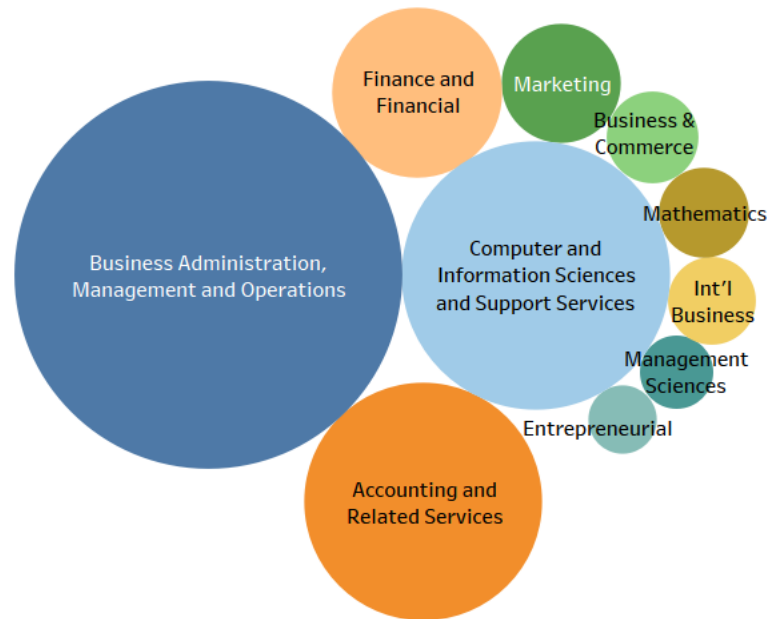 Finance and
Financial
Marketing
Business &
Commerce
Mathematics
Business Administration,
Management and Operations
Computer and
Information Sciences
and Support Services
Int'l
Business
Management
Sciences
Entrepreneurial
Accounting and
Related Services